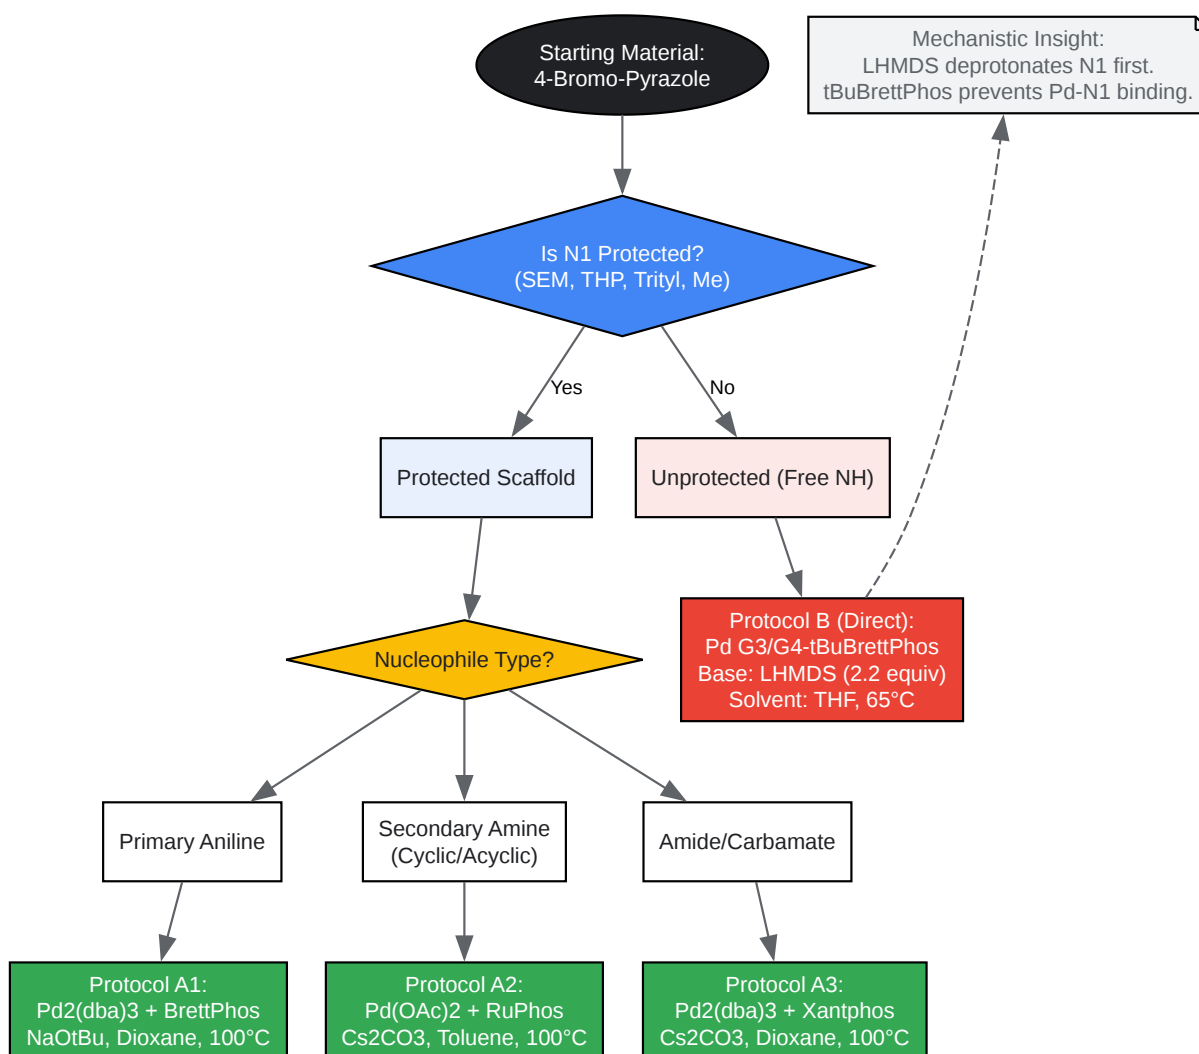 Starting Material:
4-Bromo-Pyrazole
Mechanistic Insight:
LHMDS deprotonates N1 first.
tBuBrettPhos prevents Pd-N1 binding.
Is N1 Protected?
(SEM, THP, Trityl, Me)
Yes
No
Protected Scaffold
Unprotected (Free NH)
Protocol B (Direct):
Pd G3/G4-tBuBrettPhos
Base: LHMDS (2.2 equiv)
Solvent: THF, 65°C
Nucleophile Type?
Primary Aniline
Secondary Amine
(Cyclic/Acyclic)
Amide/Carbamate
Protocol A1:
Pd2(dba)3 + BrettPhos
NaOtBu, Dioxane, 100°C
Protocol A2:
Pd(OAc)2 + RuPhos
Cs2CO3, Toluene, 100°C
Protocol A3:
Pd2(dba)3 + Xantphos
Cs2CO3, Dioxane, 100°C